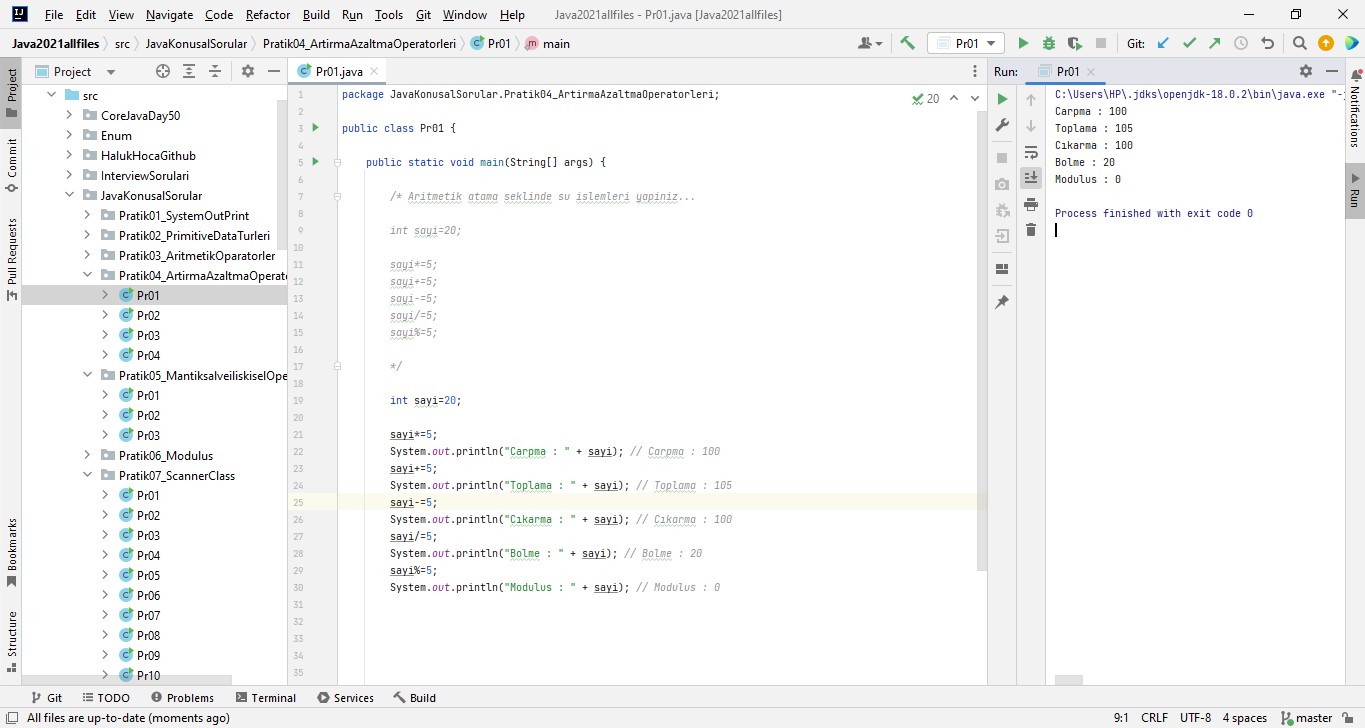 File Edit View Navigate Code Refactor Build Run Tools Git Window Help Java2021allfiles - Pr01.java [Java2021allfiles]
Java2021allfiles src JavaKonusalSorular Pratik04_ArtirmaAzaltmaOperatorleri Pr01 main Pr01 Git:
Project
Commit
Pull Requests
Bookmarks
Structure
Project
src
CoreJavaDay50
Enum
HalukHocaGithub
InterviewSorulari
JavaKonusalSorular
Pratik01_SystemOutPrint
Pratik02_PrimitiveDataTurleri
Pratik03_AritmetikOparatorler
Pratik04_ArtirmaAzaltmaOperat
Pr01
Pr02
Pr03
Pr04
Pratik05_MantiksalveiliskiselOpe
Pr01
Pr02
Pr03
Pratik06_Modulus
Pratik07_ScannerClass
Pr01
Pr02
Pr03
Pr04
Pr05
Pr06
Pr07
Pr08
Pr09
Pr10
Pr01.java
20
1 package JavaKonusalSorular.Pratik04_ArtirmaAzaltmaOperatorleri;
2
3 public class Pr01 {
4
5 public static void main(String[] args) {
6
7 /* Aritmetik atama seklinde su islemleri yapiniz...
8
9 int sayi=20;
10
11 sayi*=5;
12 sayi+=5;
13 sayi-=5;
14 sayi/=5;
15 sayi%=5;
16
17 */
18
19 int sayi=20;
20
21 sayi*=5;
22 System.out.println("Carpma : " + sayi); // Carpma : 100
23 sayi+=5;
24 System.out.println("Toplama : " + sayi); // Toplama : 105
25 sayi-=5;
26 System.out.println("Cıkarma : " + sayi); // Cıkarma : 100
27 sayi/=5;
28 System.out.println("Bolme : " + sayi); // Bolme : 20
29 sayi%=5;
30 System.out.println("Modulus : " + sayi); // Modulus : 0
31
32
33
34
35
Run: Pr01
C:\Users\HP\.jdks\openjdk-18.0.2\bin\java.exe "-
Carpma : 100
Toplama : 105
Cıkarma : 100
Bolme : 20
Modulus : 0
Process finished with exit code 0
Notifications
Run
Git TODO Problems Terminal Services Build
All files are up-to-date (moments ago) 9:1 CRLF UTF-8 4 spaces master